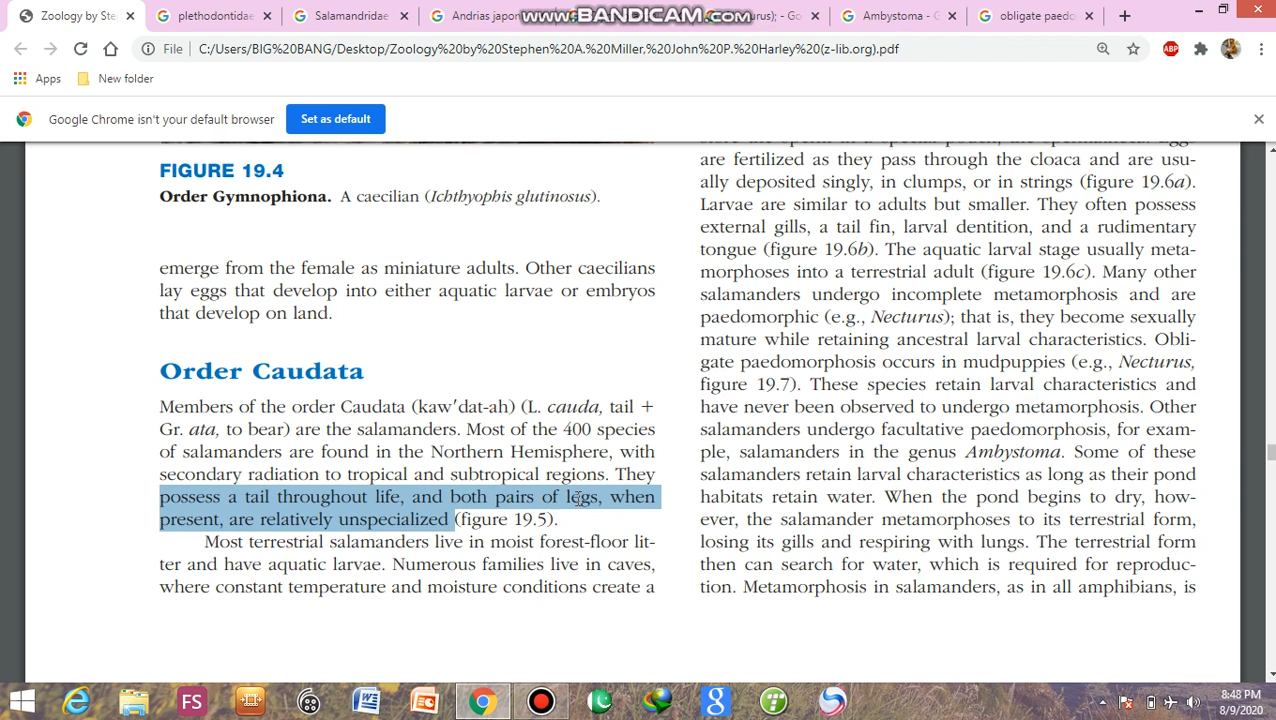 Zoology by Ste
plethodontidae
Salamandridae
Andrias japon
www.BANDICAM.com
urus); - Go
Ambystoma - G
obligate paedo
File
C:/Users/BIG%20BANG/Desktop/Zoology%20by%20Stephen%20A.%20Miller,%20John%20P.%20Harley%20(z-lib.org).pdf
ABP
Apps
New folder
Google Chrome isn't your default browser
Set as default
FIGURE 19.4
Order Gymnophiona. A caecilian (Ichthyophis glutinosus).
emerge from the female as miniature adults. Other caecilians
lay eggs that develop into either aquatic larvae or embryos
that develop on land.
Order Caudata
Members of the order Caudata (kaw′dat-ah) (L. cauda, tail +
Gr. ata, to bear) are the salamanders. Most of the 400 species
of salamanders are found in the Northern Hemisphere, with
secondary radiation to tropical and subtropical regions. They
possess a tail throughout life, and both pairs of legs, when
present, are relatively unspecialized (figure 19.5).
Most terrestrial salamanders live in moist forest-floor lit-
ter and have aquatic larvae. Numerous families live in caves,
where constant temperature and moisture conditions create a
are fertilized as they pass through the cloaca and are usu-
ally deposited singly, in clumps, or in strings (figure 19.6a).
Larvae are similar to adults but smaller. They often possess
external gills, a tail fin, larval dentition, and a rudimentary
tongue (figure 19.6b). The aquatic larval stage usually meta-
morphoses into a terrestrial adult (figure 19.6c). Many other
salamanders undergo incomplete metamorphosis and are
paedomorphic (e.g., Necturus); that is, they become sexually
mature while retaining ancestral larval characteristics. Obli-
gate paedomorphosis occurs in mudpuppies (e.g., Necturus,
figure 19.7). These species retain larval characteristics and
have never been observed to undergo metamorphosis. Other
salamanders undergo facultative paedomorphosis, for exam-
ple, salamanders in the genus Ambystoma. Some of these
salamanders retain larval characteristics as long as their pond
habitats retain water. When the pond begins to dry, how-
ever, the salamander metamorphoses to its terrestrial form,
losing its gills and respiring with lungs. The terrestrial form
then can search for water, which is required for reproduc-
tion. Metamorphosis in salamanders, as in all amphibians, is
FS
8:48 PM
8/9/2020